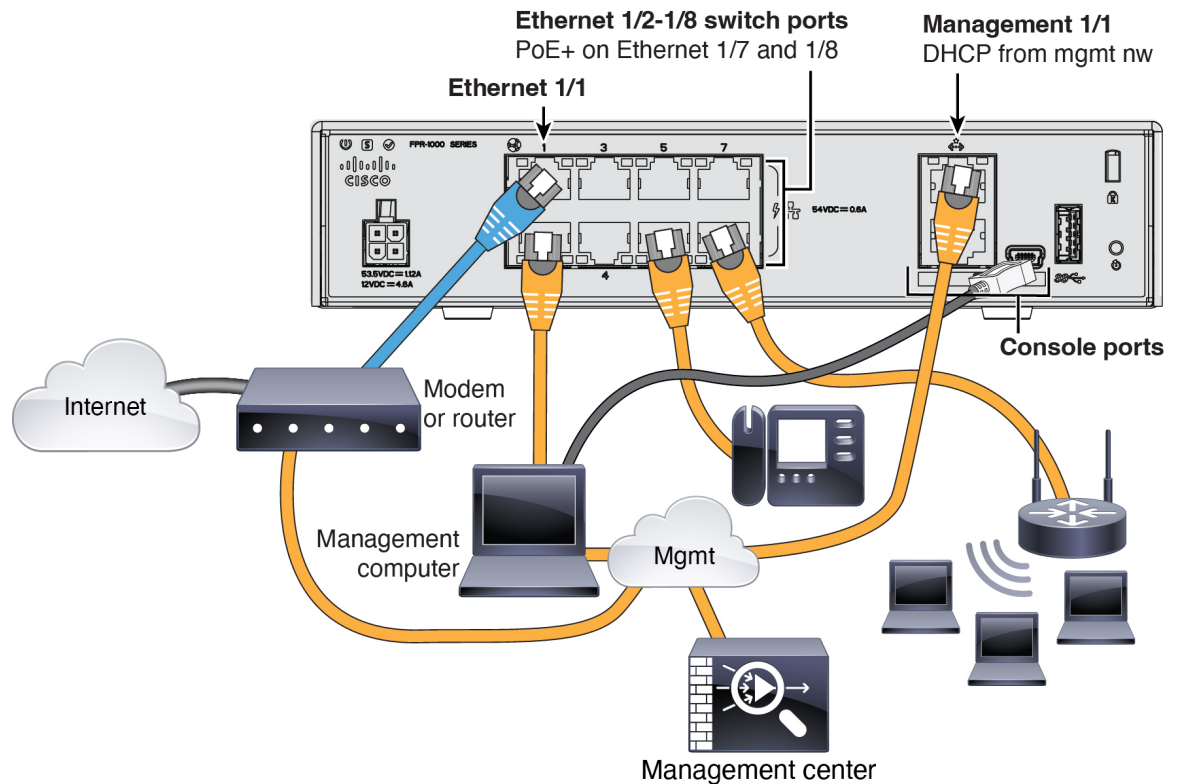 Ethernet 1/2-1/8 switch ports
PoE+ on Ethernet 1/7 and 1/8
Management 1/1
DHCP from mgmt nw
Ethernet 1/1
FPR-1000 SERIES
1
3
5
7
CISCO
54VDC⎓0.6A
53.5VDC⎓1.12A
12VDC⎓4.6A
4
K
SS
Console ports
Internet
Modem
or router
Management
computer
Mgmt
Management center